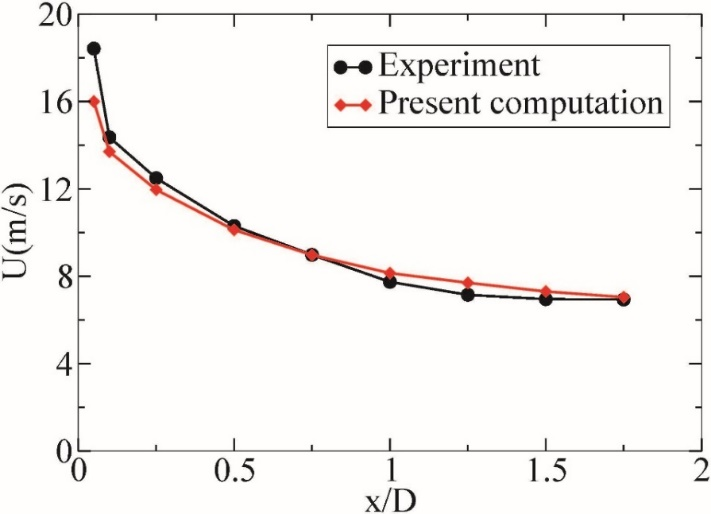 20
16
12
8
4
0
U(m/s)
Experiment
Present computation
0
0.5
1
1.5
2
x/D